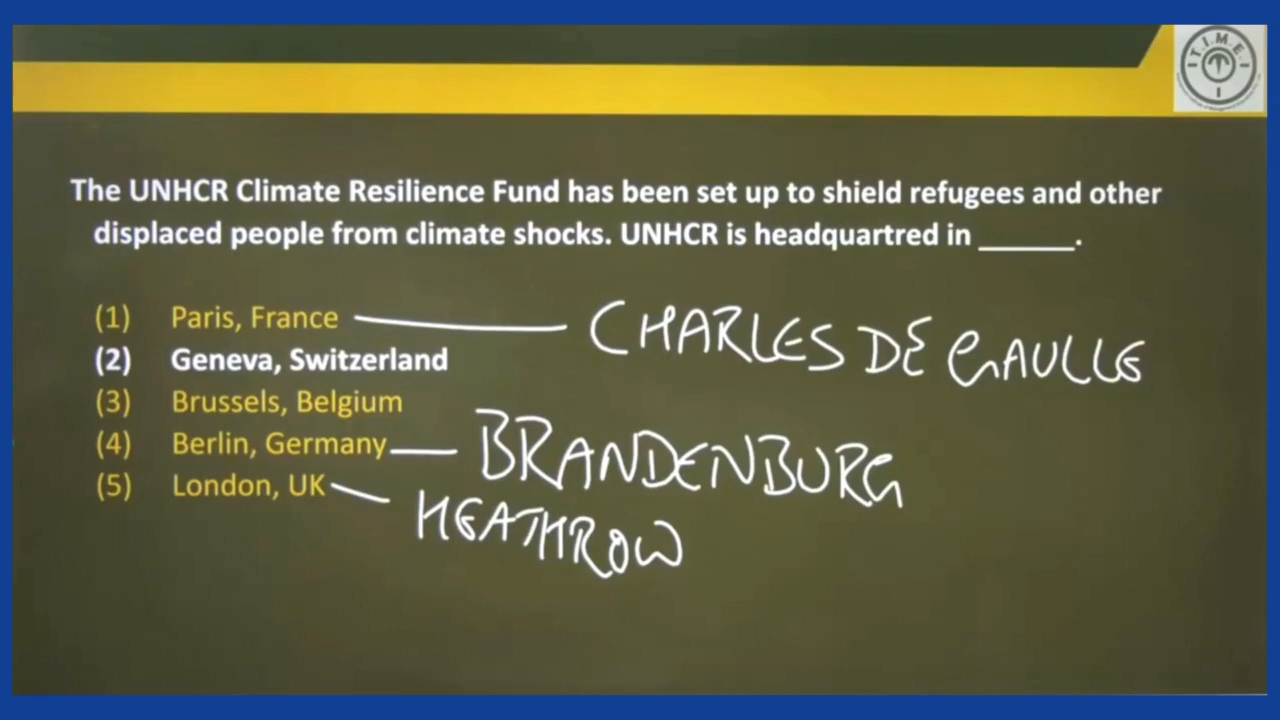 T.I.M.E.
The UNHCR Climate Resilience Fund has been set up to shield refugees and other
displaced people from climate shocks. UNHCR is headquartred in ______.
(1) Paris, France CHARLES DE GAULLE
(2) Geneva, Switzerland
(3) Brussels, Belgium
(4) Berlin, Germany BRANDENBURG
(5) London, UK HEATHROW